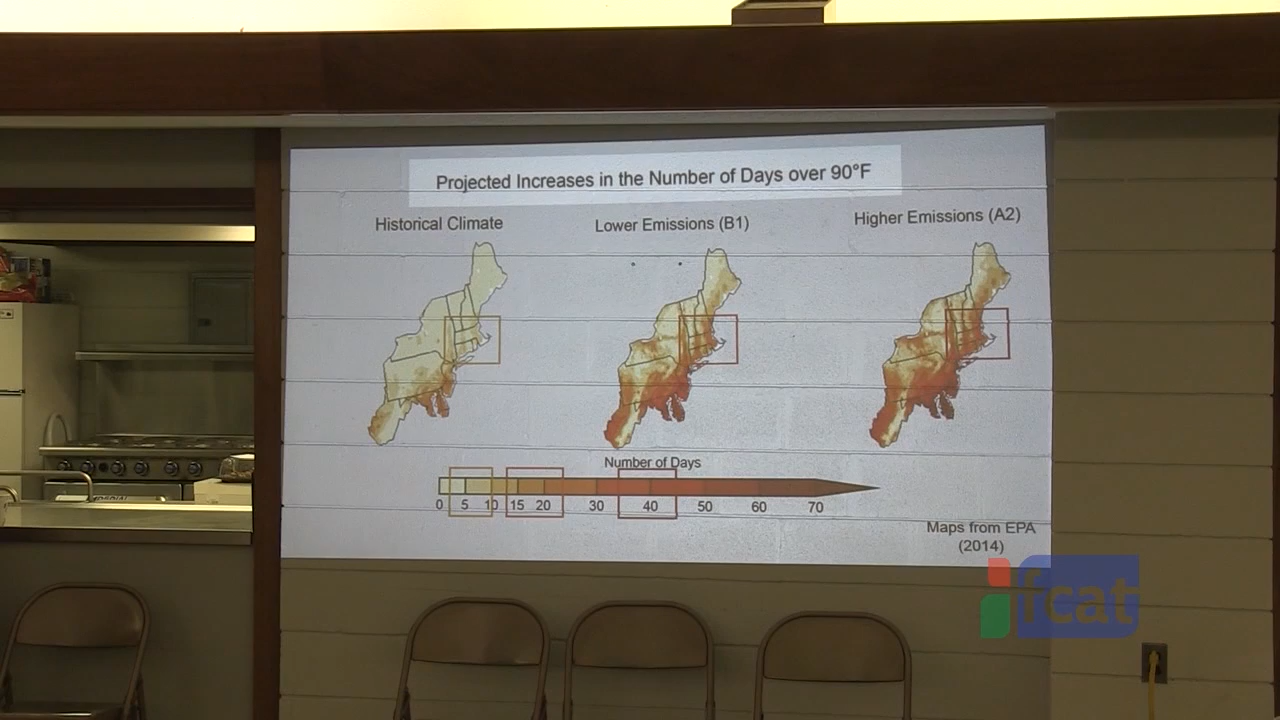 Projected Increases in the Number of Days over 90°F
Historical Climate
Lower Emissions (B1)
Higher Emissions (A2)
Number of Days
0 5 10 15 20 30 40 50 60 70
Maps from EPA
(2014)
fcat